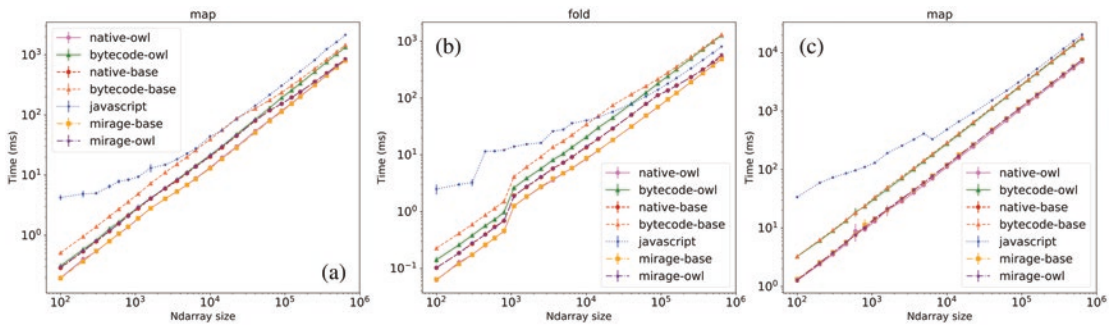 map
(a)
native-owl
bytecode-owl
native-base
bytecode-base
javascript
mirage-base
mirage-owl
Time (ms)
10³
10²
10¹
10⁰
10² 10³ 10⁴ 10⁵ 10⁶
Ndarray size
fold
(b)
native-owl
bytecode-owl
native-base
bytecode-base
javascript
mirage-base
mirage-owl
Time (ms)
10³
10²
10¹
10⁰
10⁻¹
10² 10³ 10⁴ 10⁵ 10⁶
Ndarray size
map
(c)
native-owl
bytecode-owl
native-base
bytecode-base
javascript
mirage-base
mirage-owl
Time (ms)
10⁴
10³
10²
10¹
10⁰
10² 10³ 10⁴ 10⁵ 10⁶
Ndarray size